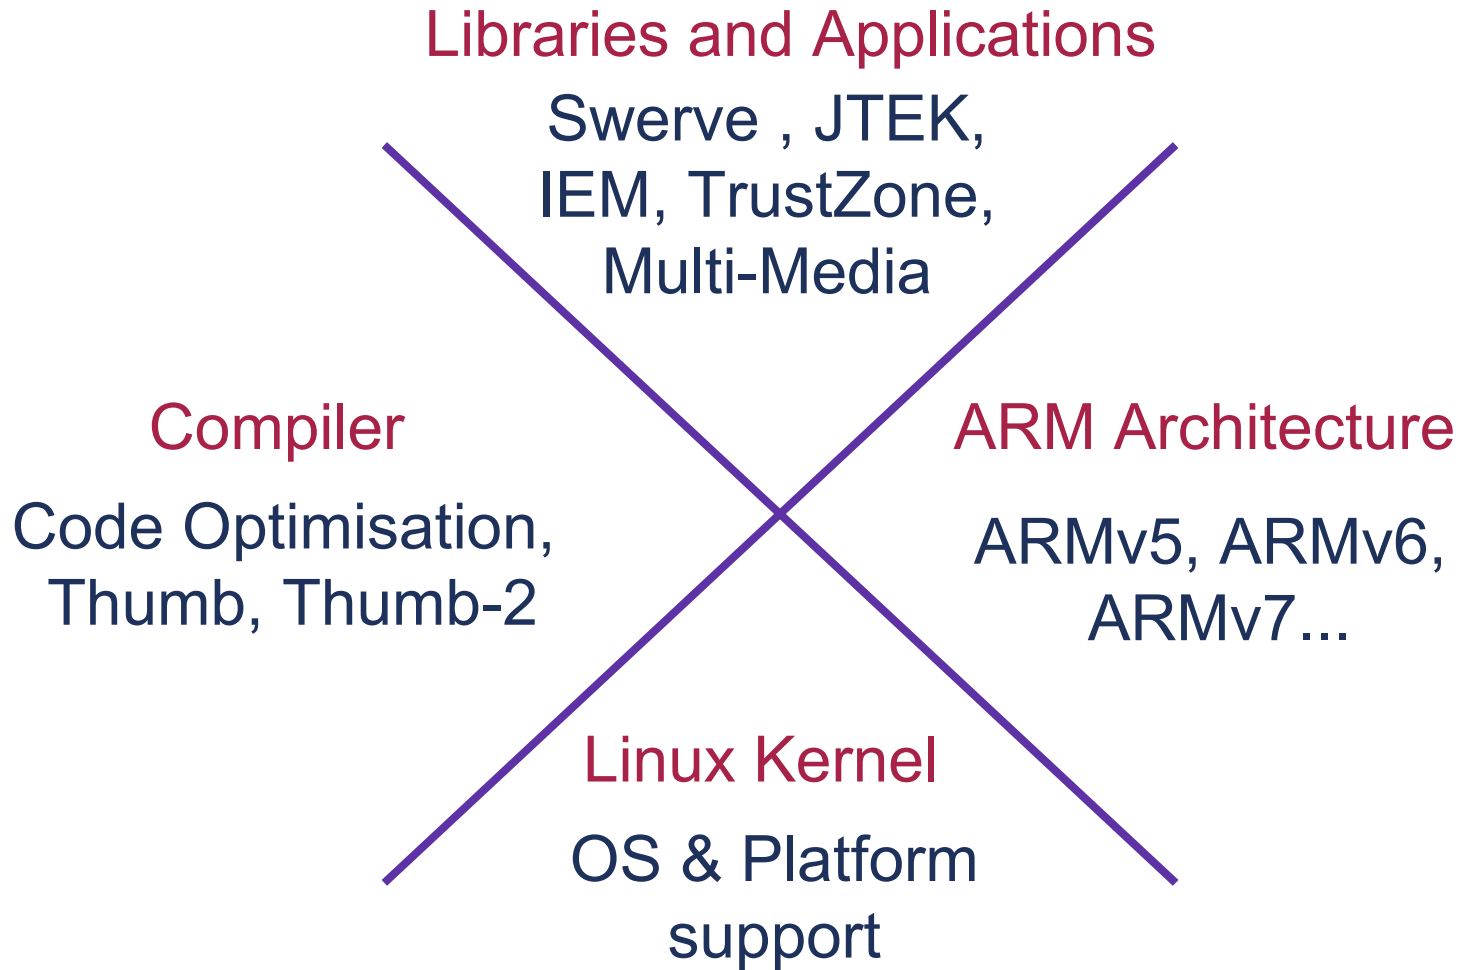 Libraries and Applications
Swerve , JTEK,
IEM, TrustZone,
Multi-Media
Compiler
Code Optimisation,
Thumb, Thumb-2
ARM Architecture
ARMv5, ARMv6,
ARMv7...
Linux Kernel
OS & Platform
support